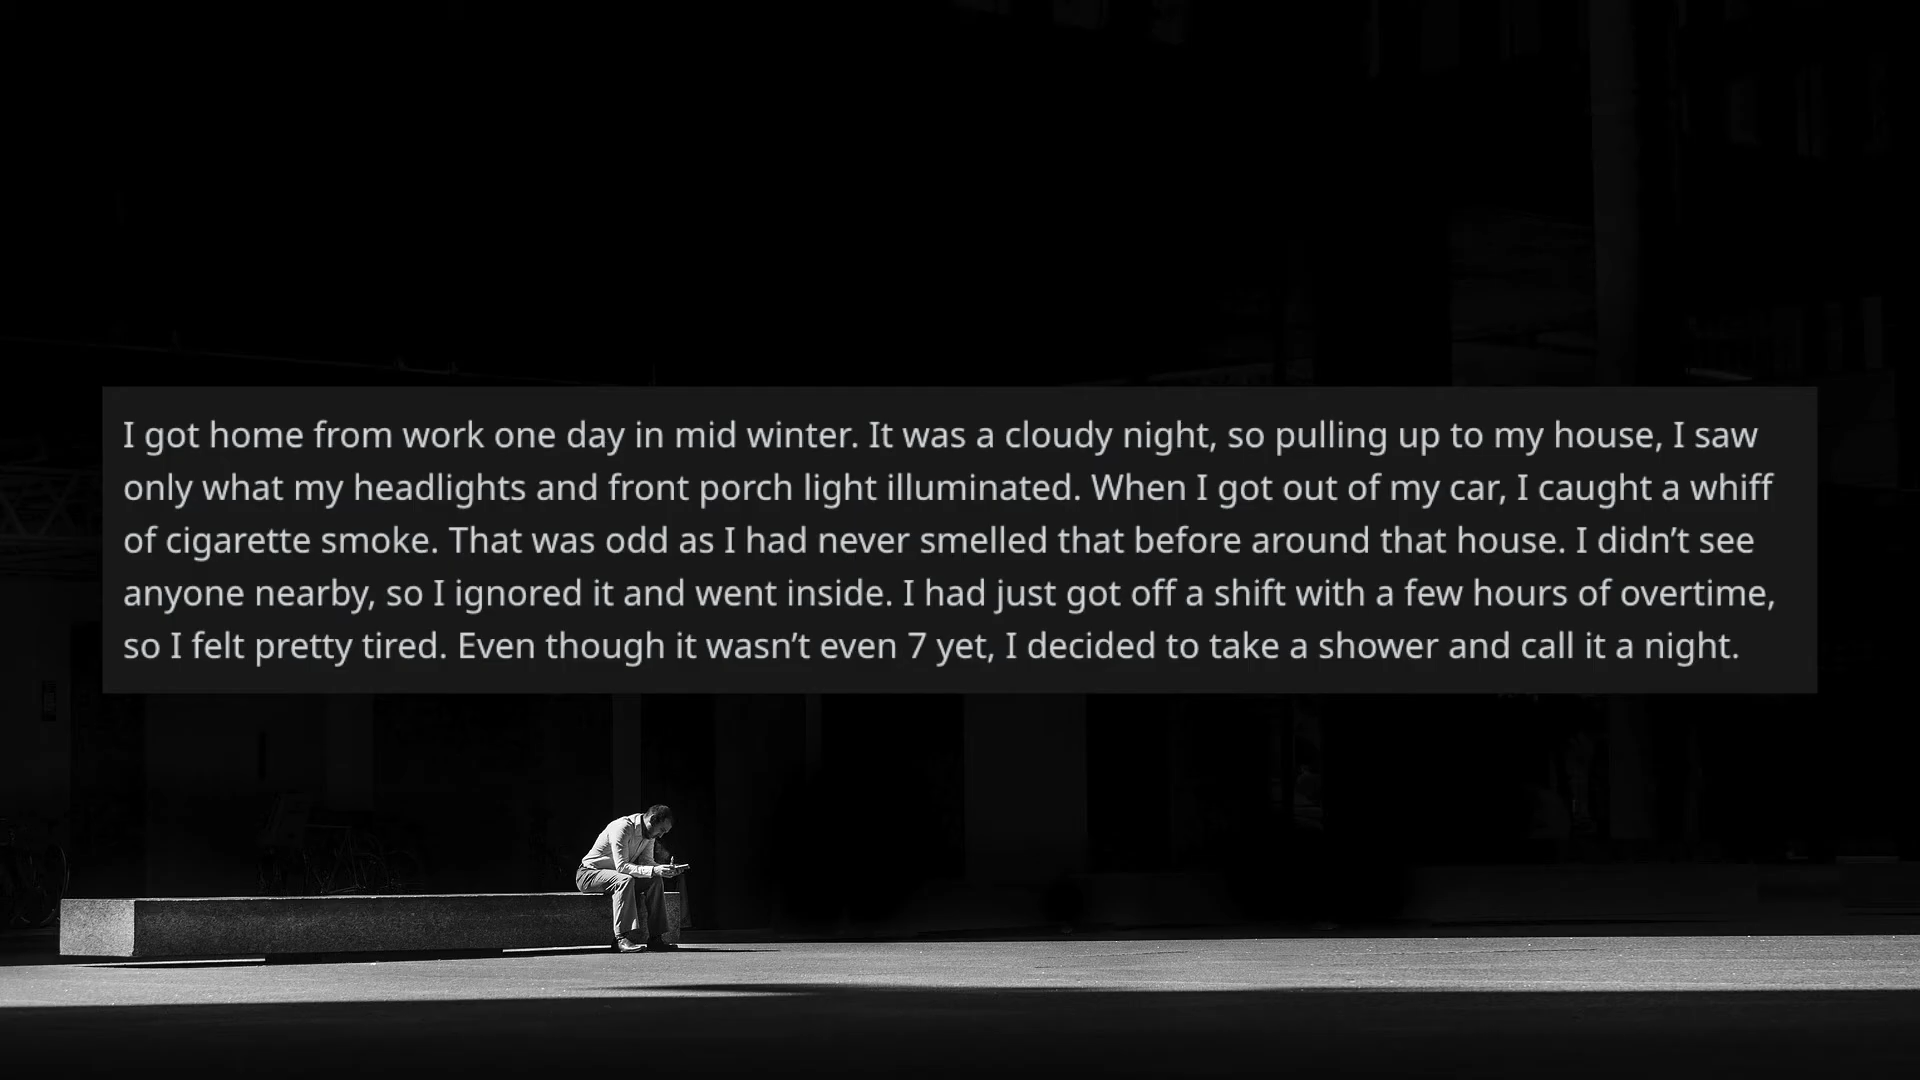 I got home from work one day in mid winter. It was a cloudy night, so pulling up to my house, I saw
only what my headlights and front porch light illuminated. When I got out of my car, I caught a whiff
of cigarette smoke. That was odd as I had never smelled that before around that house. I didn’t see
anyone nearby, so I ignored it and went inside. I had just got off a shift with a few hours of overtime,
so I felt pretty tired. Even though it wasn’t even 7 yet, I decided to take a shower and call it a night.